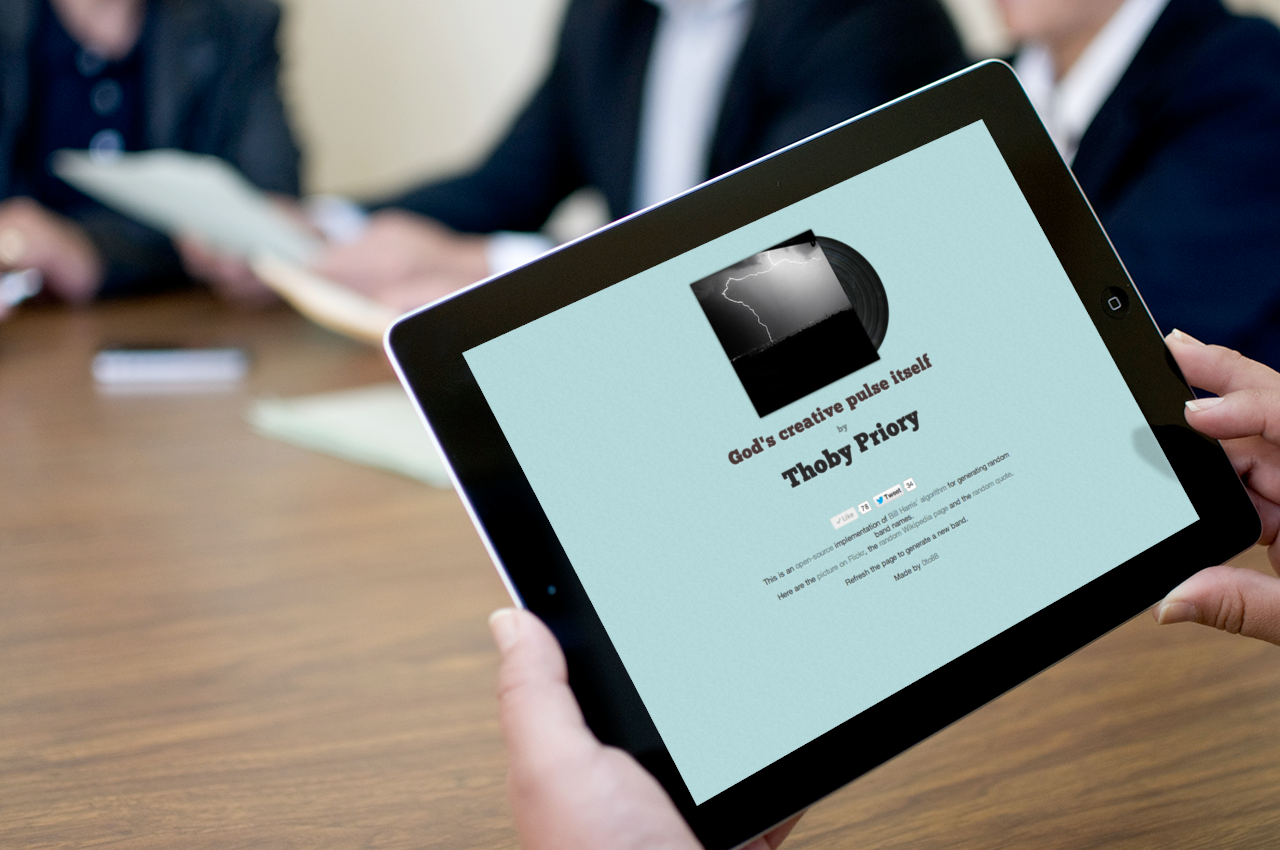 God's creative pulse itself
by
Thoby Priory
Like 78 Tweet 34
This is an open-source implementation of Bill Harris' algorithm for generating random
band names.
Here are the picture on Flickr, the random Wikipedia page and the random quote.
Refresh the page to generate a new band.
Made by 0to88